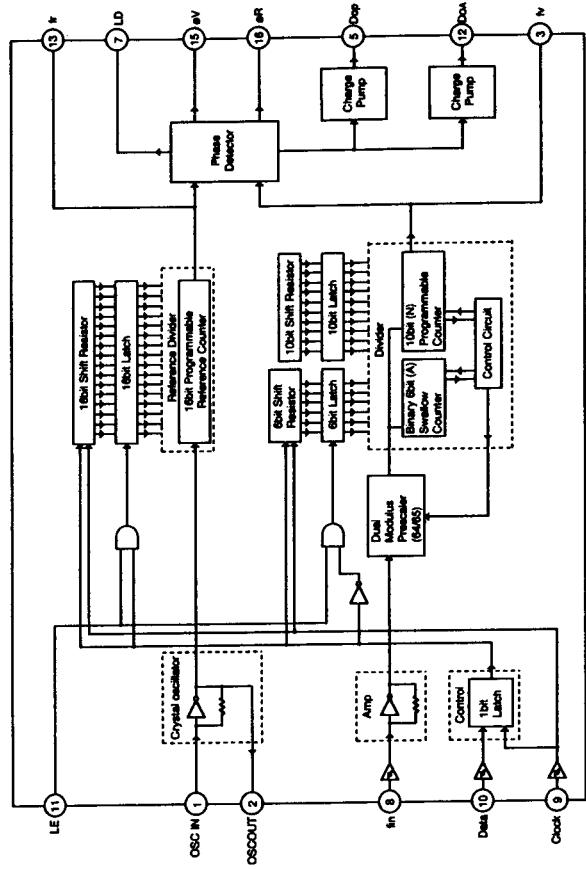 LE 11
OSC IN 1
OSCOUT 2
fin 8
Data 10
Clock 9
Crystal oscillator
Amp
Control
1bit
Latch
16bit Shift Resistor
16bit Latch
Reference Divider
16bit Programmable
Reference Counter
6bit Shift
Resistor
6bit Latch
10bit Shift Resistor
10bit Latch
Divider
Dual
Modulus
Prescaler
(64/65)
Binary 6bit (A)
Swallow
Counter
10bit (N)
Programmable
Counter
Control Circuit
Phase
Detector
Charge
Pump
Charge
Pump
13 fr
7 LD
15 øV
16 øR
5 Dop
12 DOA
3 fv